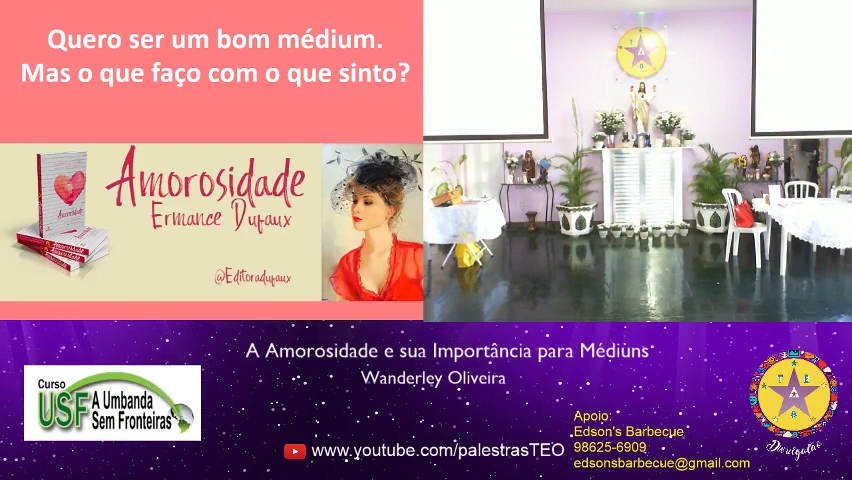 Quero ser um bom médium.
Mas o que faço com o que sinto?
Amorosidade
Ermance Dufaux
@Editoradufaux
Amorosidade
A Amorosidade e sua Importância para Médiuns
Wanderley Oliveira
Curso
USF A Umbanda
Sem Fronteiras
www.youtube.com/palestrasTEO
Apoio:
Edson's Barbecue
98625-6909
edsonsbarbecue@gmail.com
Divulgação